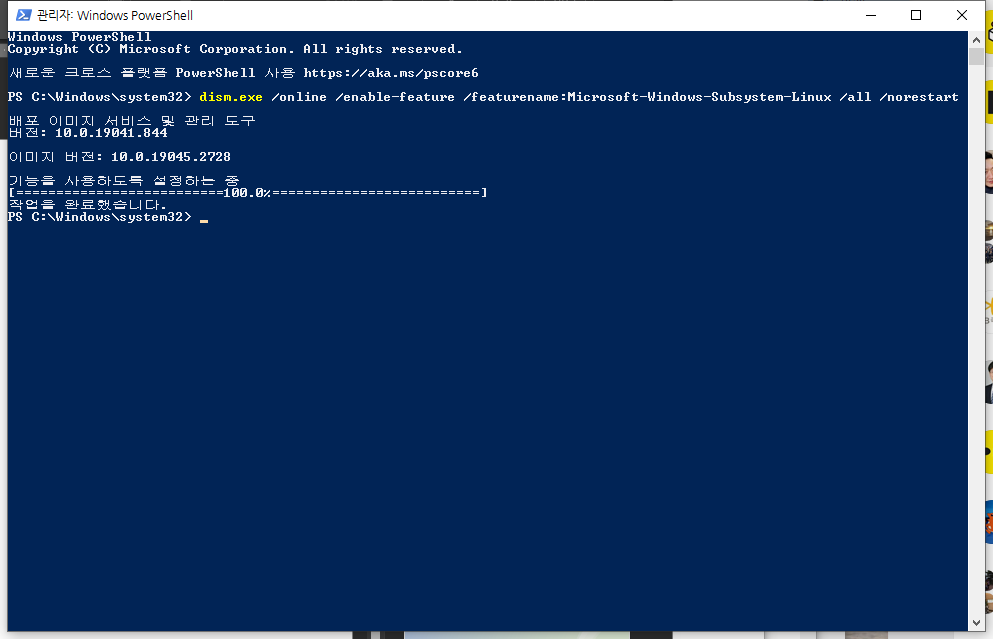 관리자: Windows PowerShell
Windows PowerShell
Copyright (C) Microsoft Corporation. All rights reserved.
새로운 크로스 플랫폼 PowerShell 사용 https://aka.ms/pscore6
PS C:\Windows\system32> dism.exe /online /enable-feature /featurename:Microsoft-Windows-Subsystem-Linux /all /norestart
배포 이미지 서비스 및 관리 도구
버전: 10.0.19041.844
이미지 버전: 10.0.19045.2728
기능을 사용하도록 설정하는 중
[==========================100.0%==========================]
작업을 완료했습니다.
PS C:\Windows\system32>